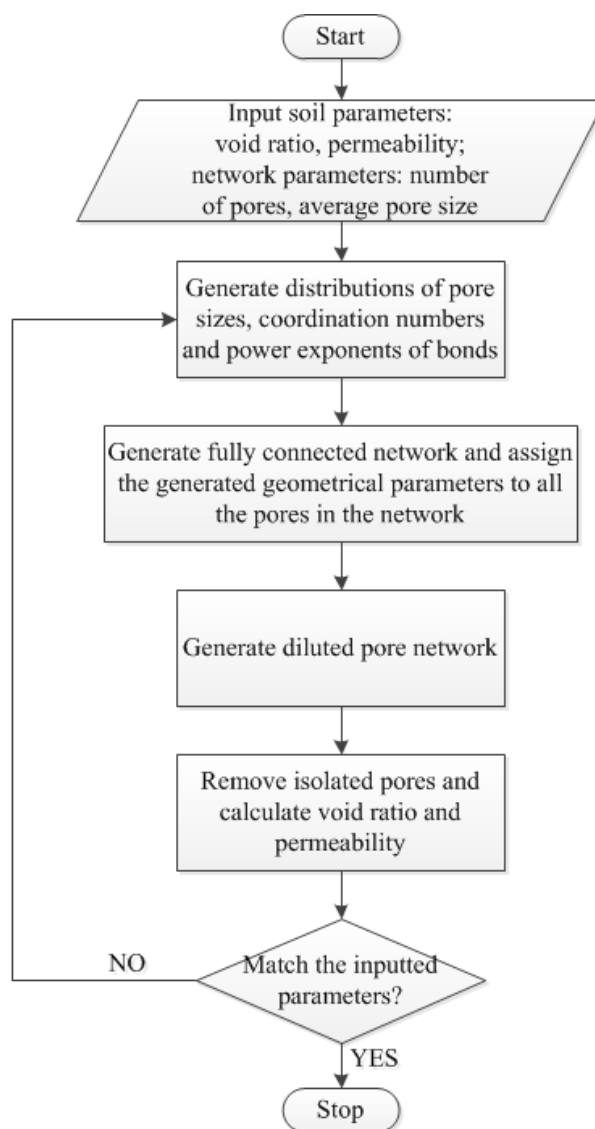 Start
Input soil parameters:
void ratio, permeability;
network parameters: number
of pores, average pore size
Generate distributions of pore
sizes, coordination numbers
and power exponents of bonds
Generate fully connected network and assign
the generated geometrical parameters to all
the pores in the network
Generate diluted pore network
Remove isolated pores and
calculate void ratio and
permeability
NO
Match the inputted
parameters?
YES
Stop